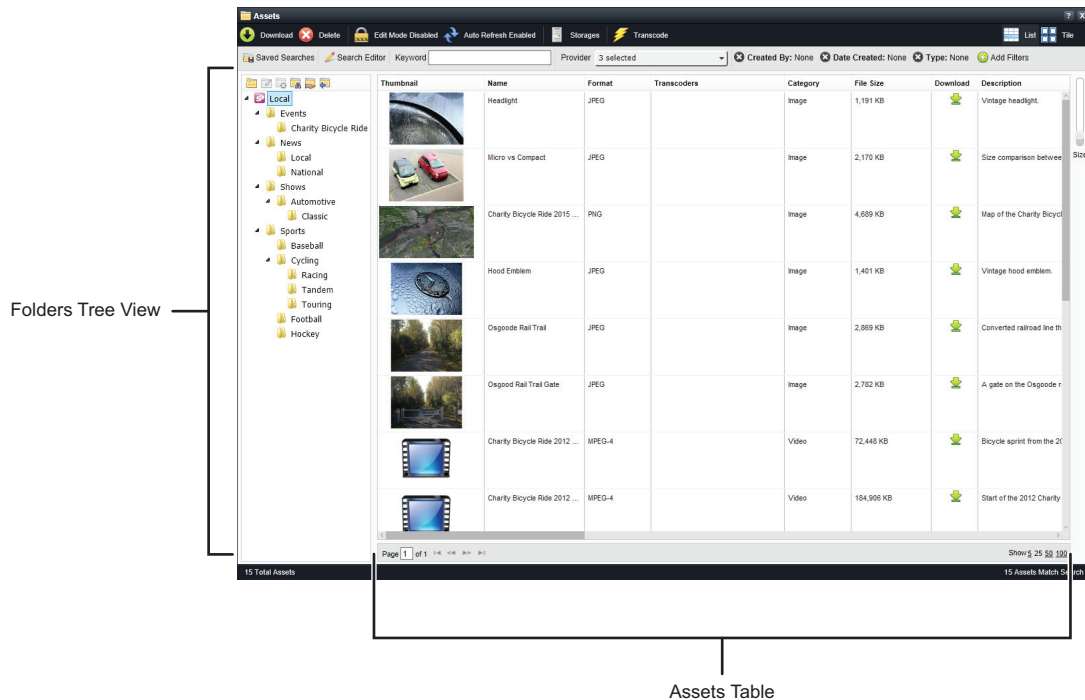 Assets
? X
Download Delete Edit Mode Disabled Auto Refresh Enabled Storages Transcode List Tile
Saved Searches Search Editor Keyword Provider 3 selected Created By: None Date Created: None Type: None Add Filters
Local
Events
Charity Bicycle Ride
News
Local
National
Shows
Automotive
Classic
Sports
Baseball
Cycling
Racing
Tandem
Touring
Football
Hockey
Thumbnail Name Format Transcoders Category File Size Download Description
Headlight JPEG Image 1,191 KB Vintage headlight.
Micro vs Compact JPEG Image 2,170 KB Size comparison betwee
Charity Bicycle Ride 2015 ... PNG Image 4,689 KB Map of the Charity Bicycl
Hood Emblem JPEG Image 1,401 KB Vintage hood emblem.
Osgoode Rail Trail JPEG Image 2,869 KB Converted railroad line th
Osgood Rail Trail Gate JPEG Image 2,782 KB A gate on the Osgoode r
Charity Bicycle Ride 2012 ... MPEG-4 Video 72,448 KB Bicycle sprint from the 20
Charity Bicycle Ride 2012 ... MPEG-4 Video 184,906 KB Start of the 2012 Charity
Size
Page 1 of 1 Show 5 25 50 100
15 Total Assets 15 Assets Match Search
Folders Tree View
Assets Table